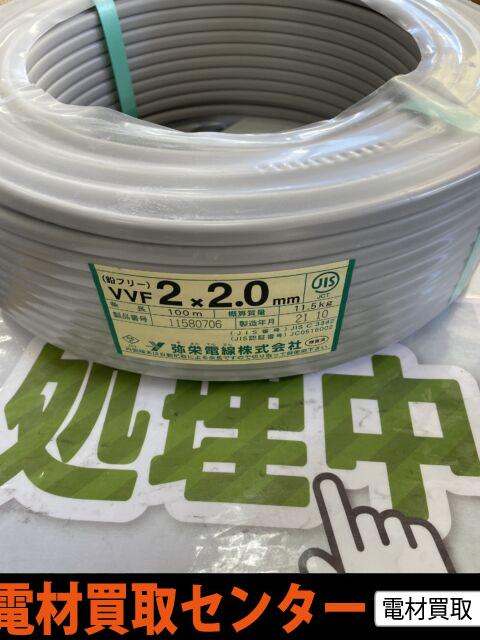 (鉛フリー)
VVF 2×2.0mm
JIS
JCT
条長 100m 概算質量 11.5kg
製品番号 11580706 製造年月 21.10
(JIS番号) JIS C 3342
(JIS認証番号) JC0516002
弥栄電線株式会社
処理中
電材買取センター
電材買取